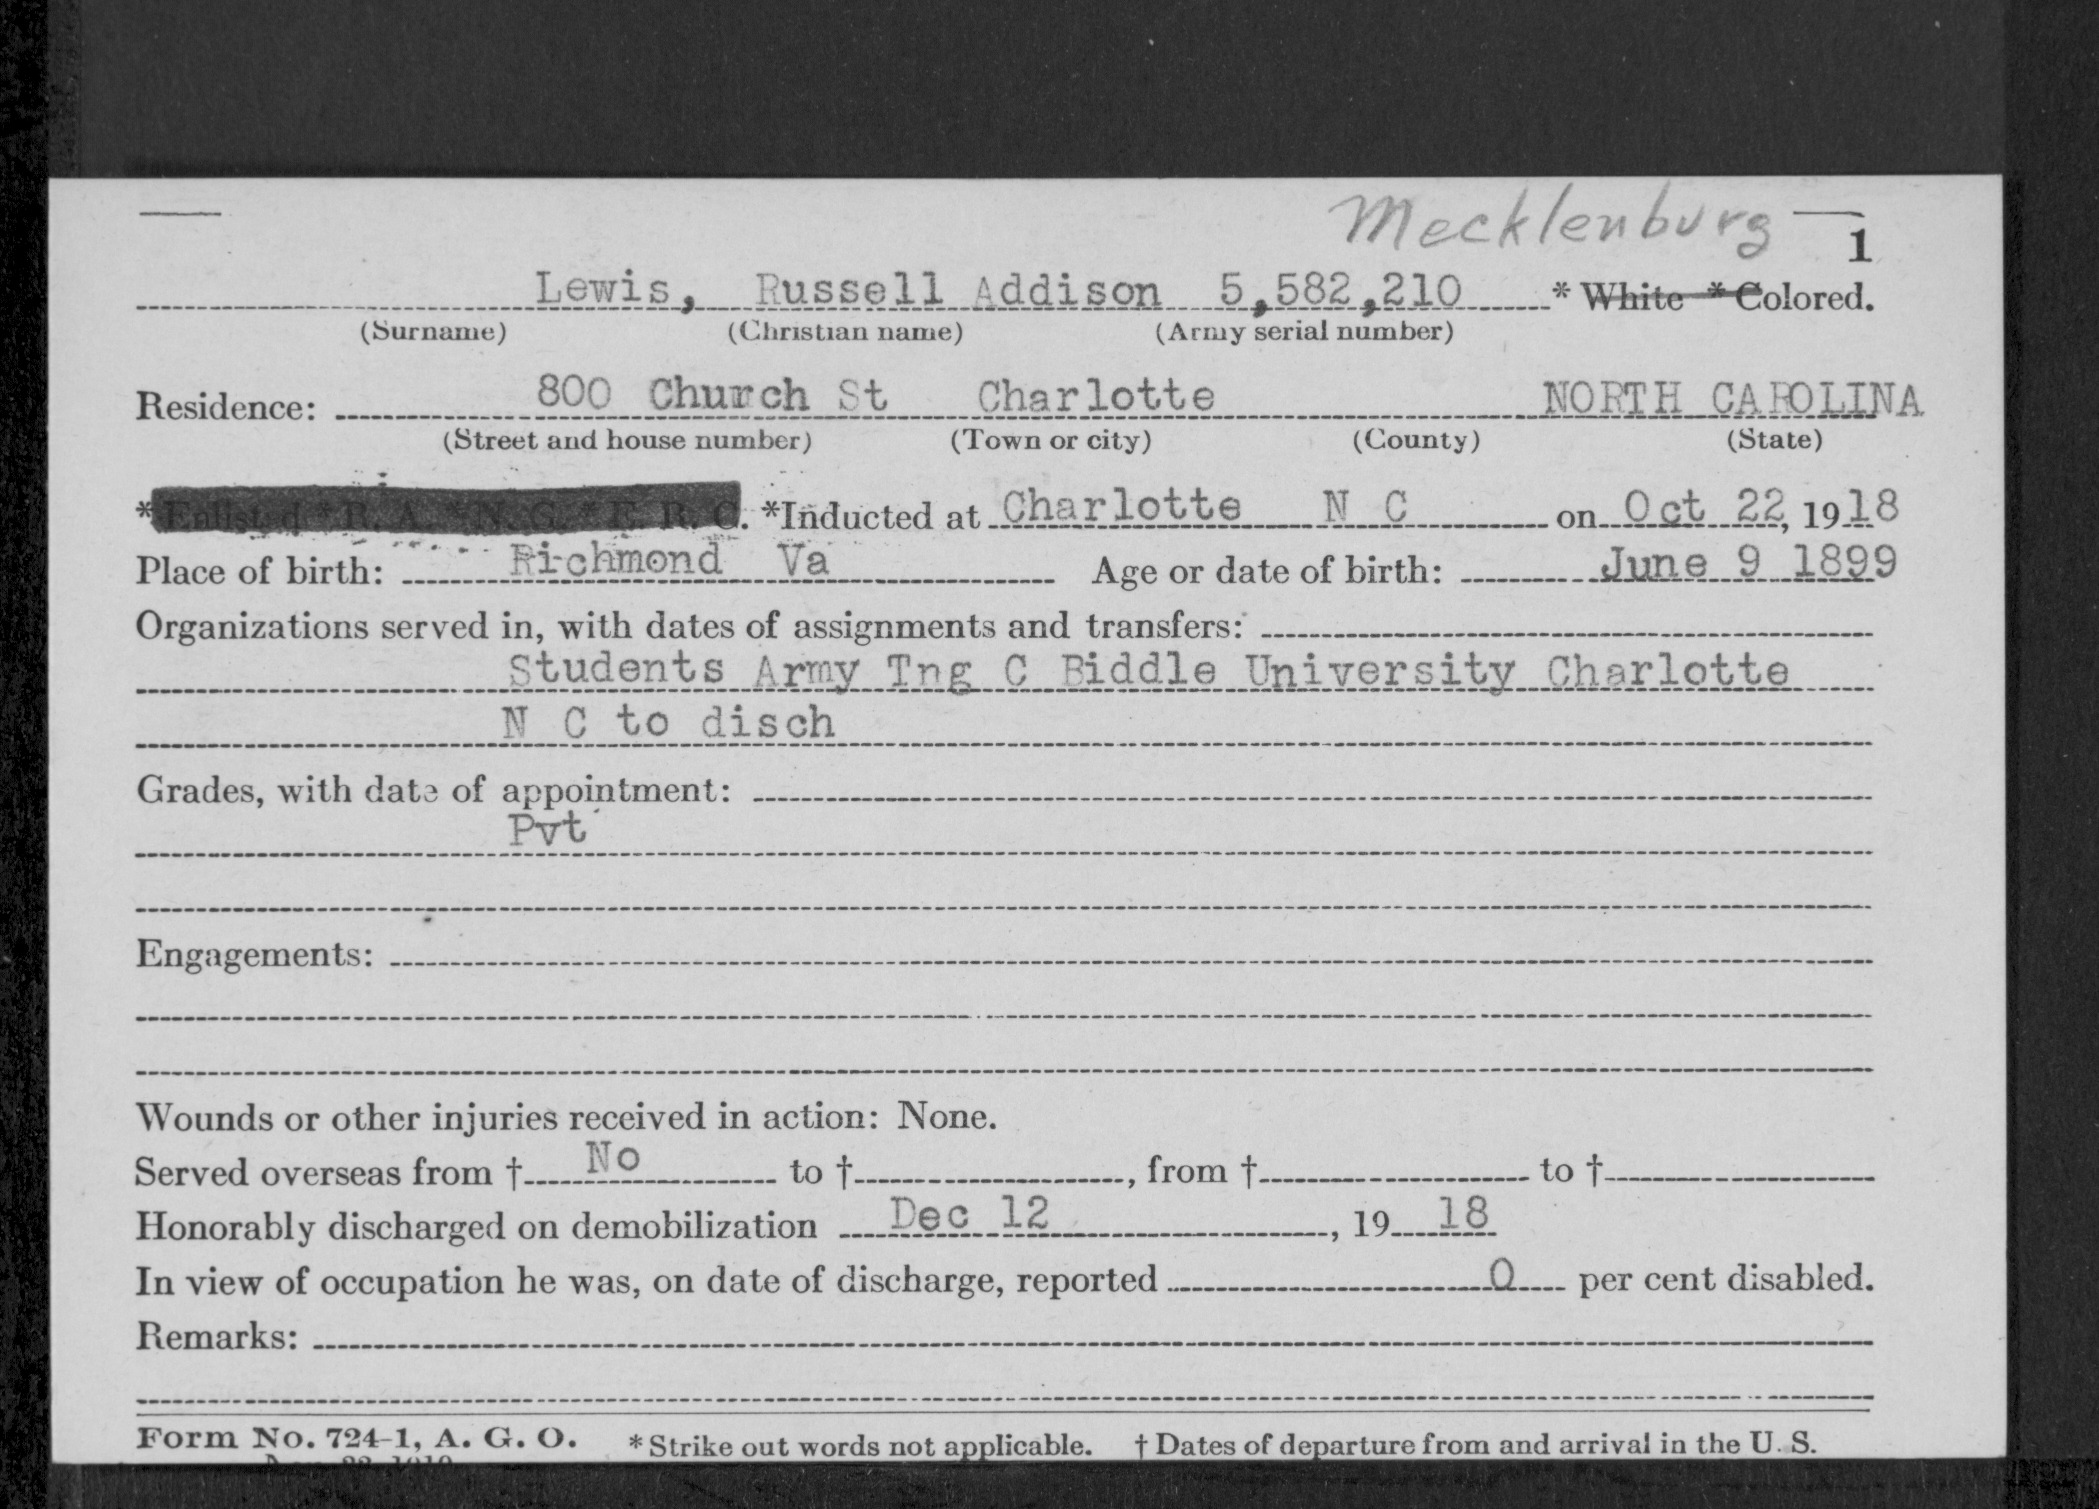 Mecklenburg
1
Lewis, Russell Addison 5,582,210 * White * Colored.
(Surname) (Christian name) (Army serial number)
Residence: 800 Church St Charlotte NORTH CAROLINA
(Street and house number) (Town or city) (County) (State)
*Enlisted *R. A. *N. G. *E. R. C. *Inducted at Charlotte N C on Oct 22, 1918
Place of birth: Richmond Va Age or date of birth: June 9 1899
Organizations served in, with dates of assignments and transfers:
Students Army Tng C Biddle University Charlotte
N C to disch
Grades, with date of appointment:
Pvt
Engagements:
Wounds or other injuries received in action: None.
Served overseas from † No to †, from † to †
Honorably discharged on demobilization Dec 12, 19 18
In view of occupation he was, on date of discharge, reported 0 per cent disabled.
Remarks:
Form No. 724-1, A. G. O. * Strike out words not applicable. † Dates of departure from and arrival in the U. S.